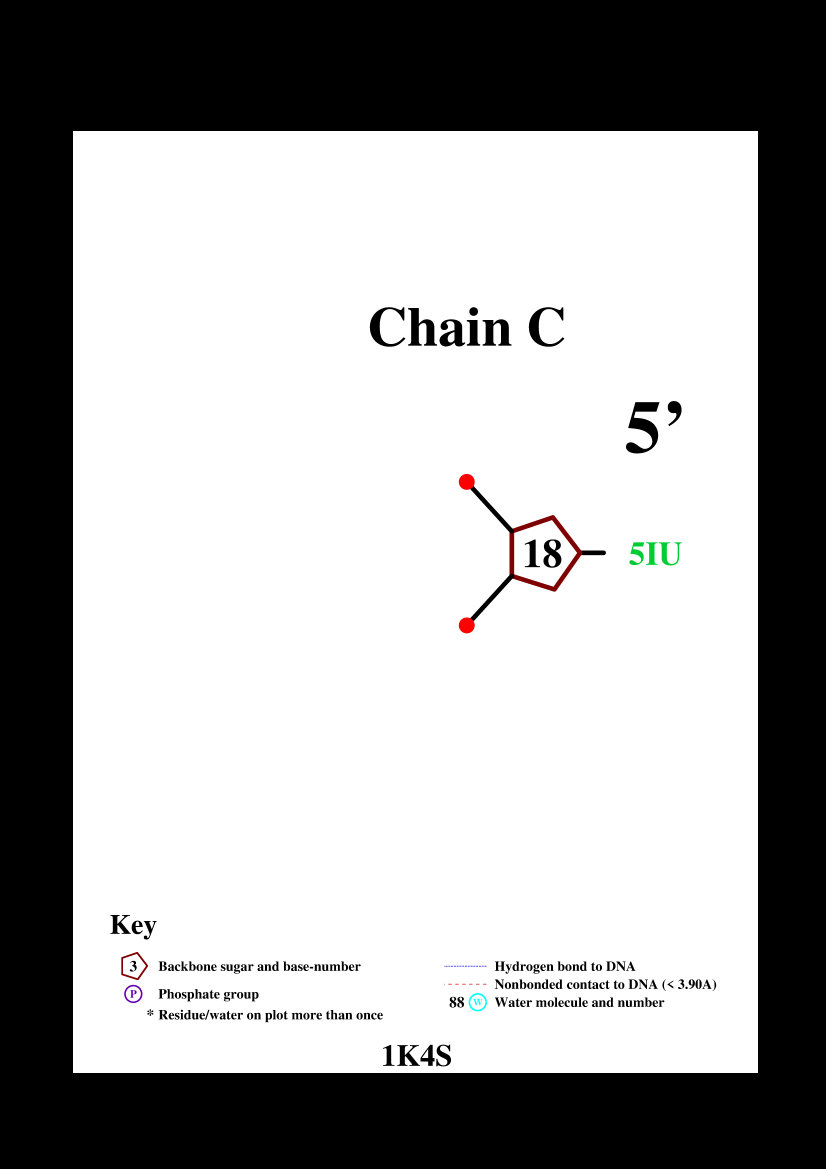 Chain C
5’
18 5IU
Key
3 Backbone sugar and base-number
P Phosphate group
* Residue/water on plot more than once
Hydrogen bond to DNA
Nonbonded contact to DNA (< 3.90A)
88 W Water molecule and number
1K4S